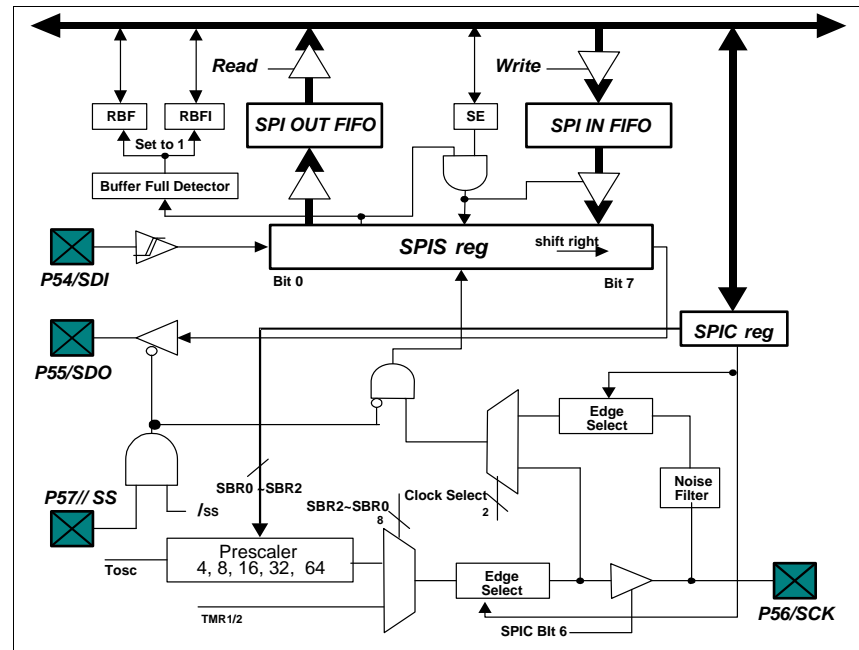 Read
Write
RBF
RBFI
SPI OUT FIFO
SE
SPI IN FIFO
Set to 1
Buffer Full Detector
SPIS reg
shift right
P54/SDI
Bit 0
Bit 7
SPIC reg
P55/SDO
Edge
Select
Noise
Filter
P57// SS
/SS
SBR0 ~SBR2
SBR2~SBR0
8
Clock Select
2
Prescaler
4, 8, 16, 32, 64
Tosc
Edge
Select
TMR1/2
SPIC BIt 6
P56/SCK